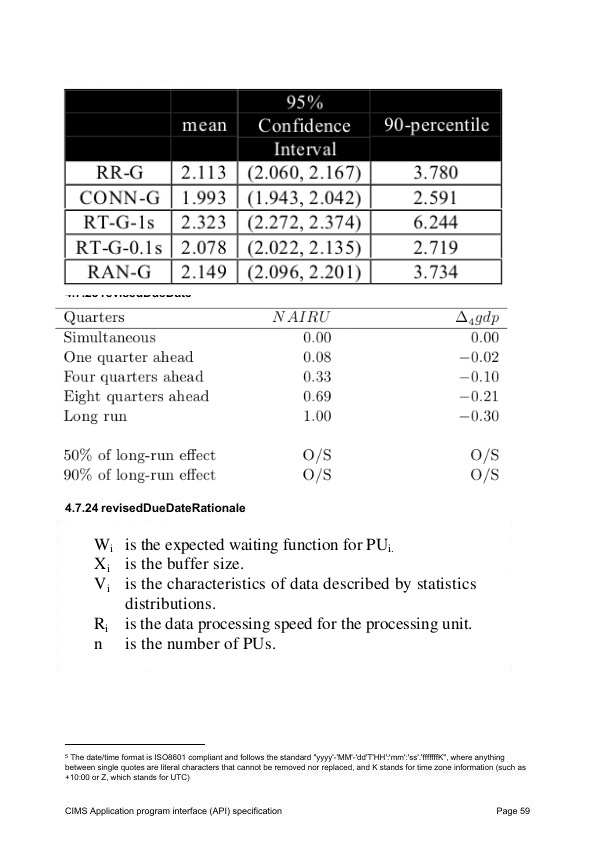 95%
mean Confidence 90-percentile
Interval
RR-G 2.113 (2.060, 2.167) 3.780
CONN-G 1.993 (1.943, 2.042) 2.591
RT-G-1s 2.323 (2.272, 2.374) 6.244
RT-G-0.1s 2.078 (2.022, 2.135) 2.719
RAN-G 2.149 (2.096, 2.201) 3.734
Quarters NAIRU Δ₄gdp
Simultaneous 0.00 0.00
One quarter ahead 0.08 −0.02
Four quarters ahead 0.33 −0.10
Eight quarters ahead 0.69 −0.21
Long run 1.00 −0.30
50% of long-run effect O/S O/S
90% of long-run effect O/S O/S
4.7.24 revisedDueDateRationale
Wᵢ is the expected waiting function for PUᵢ.
Xᵢ is the buffer size.
Vᵢ is the characteristics of data described by statistics
distributions.
Rᵢ is the data processing speed for the processing unit.
n is the number of PUs.
⁵ The date/time format is ISO8601 compliant and follows the standard "yyyy'-'MM'-'dd'T'HH':'mm':'ss'.'fffffffK", where anything
between single quotes are literal characters that cannot be removed nor replaced, and K stands for time zone information (such as
+10:00 or Z, which stands for UTC)
CIMS Application program interface (API) specification Page 59